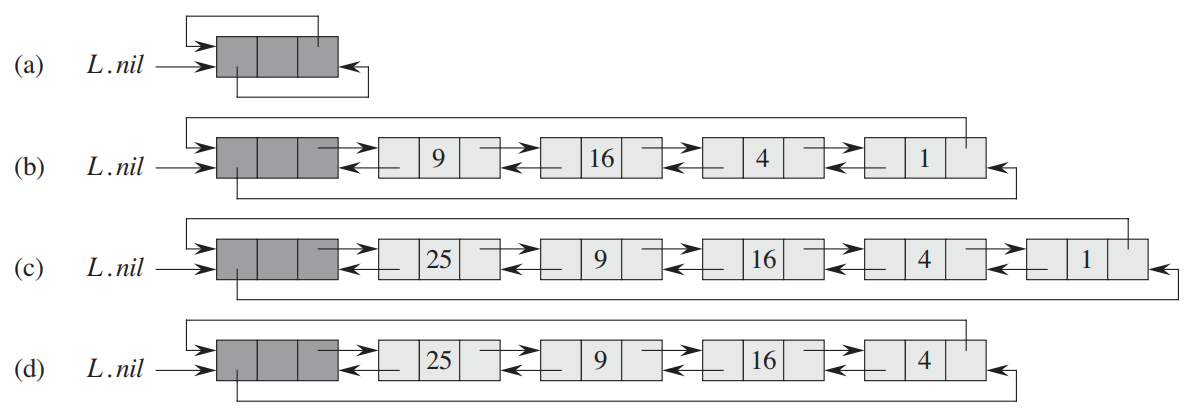 (a) L.nil
(b) L.nil 9 16 4 1
(c) L.nil 25 9 16 4 1
(d) L.nil 25 9 16 4